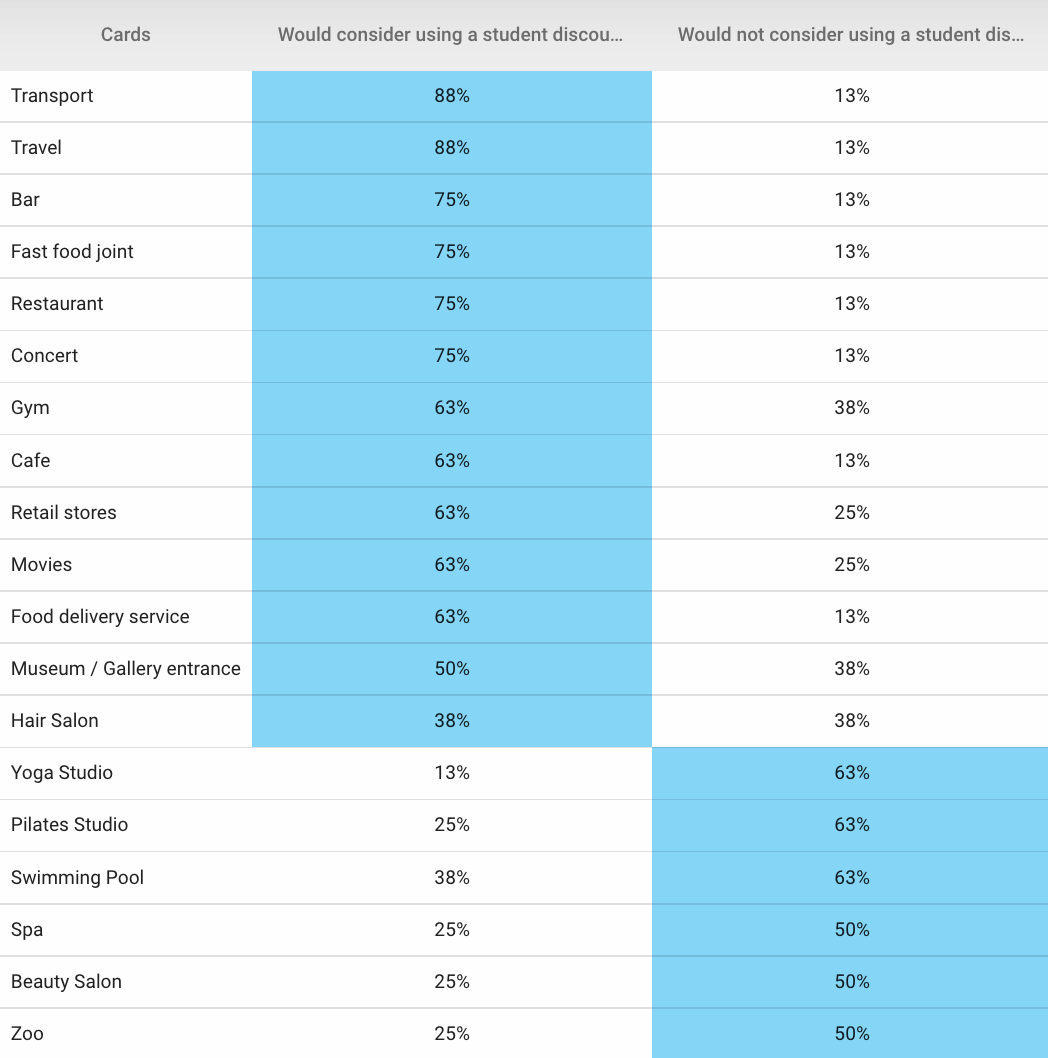 Cards Would consider using a student discou... Would not consider using a student dis...
Transport 88% 13%
Travel 88% 13%
Bar 75% 13%
Fast food joint 75% 13%
Restaurant 75% 13%
Concert 75% 13%
Gym 63% 38%
Cafe 63% 13%
Retail stores 63% 25%
Movies 63% 25%
Food delivery service 63% 13%
Museum / Gallery entrance 50% 38%
Hair Salon 38% 38%
Yoga Studio 13% 63%
Pilates Studio 25% 63%
Swimming Pool 38% 63%
Spa 25% 50%
Beauty Salon 25% 50%
Zoo 25% 50%